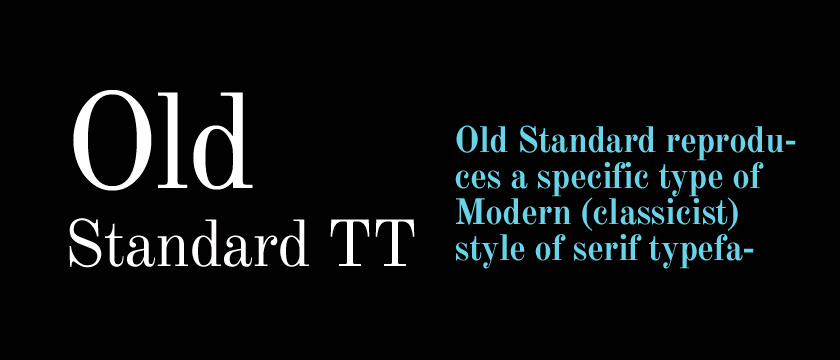 Old
Standard TT
Old Standard reprodu-
ces a specific type of
Modern (classicist)
style of serif typefa-